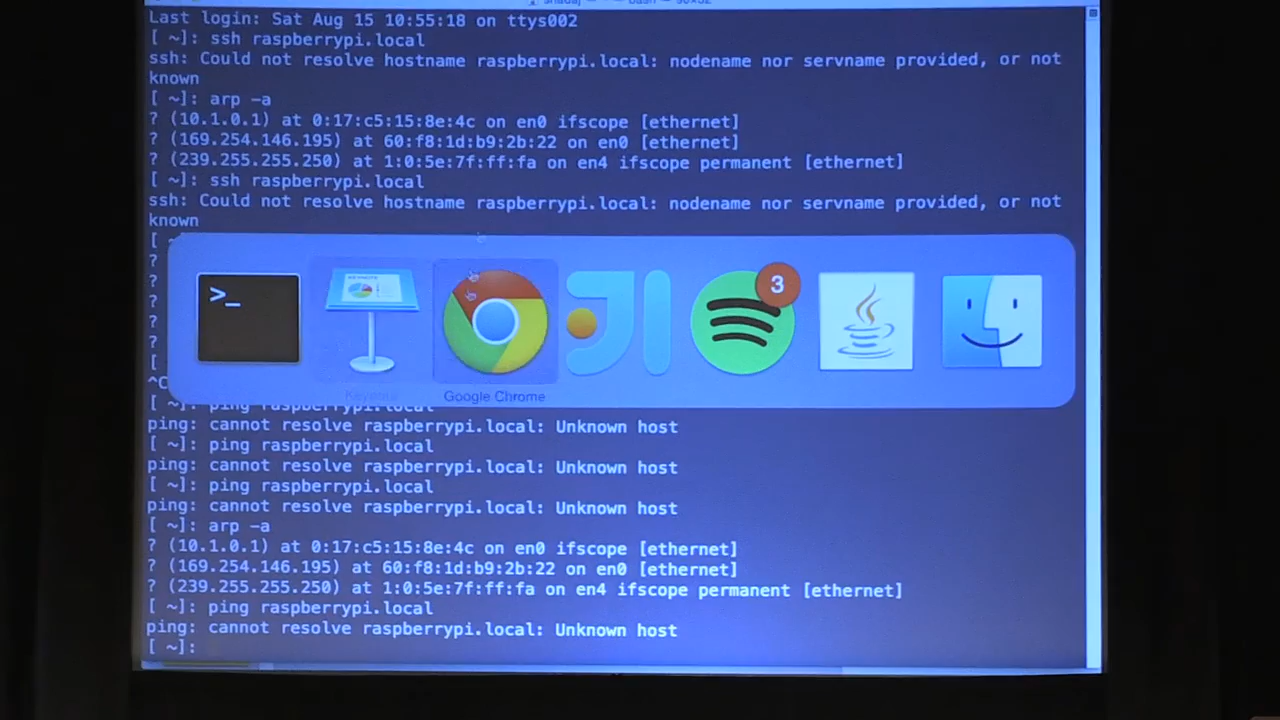 Last login: Sat Aug 15 10:55:18 on ttys002
[ ~]: ssh raspberrypi.local
ssh: Could not resolve hostname raspberrypi.local: nodename nor servname provided, or not
known
[ ~]: arp -a
? (10.1.0.1) at 0:17:c5:15:8e:4c on en0 ifscope [ethernet]
? (169.254.146.195) at 60:f8:1d:b9:2b:22 on en0 [ethernet]
? (239.255.255.250) at 1:0:5e:7f:ff:fa on en4 ifscope permanent [ethernet]
[ ~]: ssh raspberrypi.local
ssh: Could not resolve hostname raspberrypi.local: nodename nor servname provided, or not
known
[ ~
?
?
?
?
?
[
>_
3
^C
Keynote
Google Chrome
[ ~]: ping raspberrypi.local
ping: cannot resolve raspberrypi.local: Unknown host
[ ~]: ping raspberrypi.local
ping: cannot resolve raspberrypi.local: Unknown host
[ ~]: ping raspberrypi.local
ping: cannot resolve raspberrypi.local: Unknown host
[ ~]: arp -a
? (10.1.0.1) at 0:17:c5:15:8e:4c on en0 ifscope [ethernet]
? (169.254.146.195) at 60:f8:1d:b9:2b:22 on en0 [ethernet]
? (239.255.255.250) at 1:0:5e:7f:ff:fa on en4 ifscope permanent [ethernet]
[ ~]: ping raspberrypi.local
ping: cannot resolve raspberrypi.local: Unknown host
[ ~]: